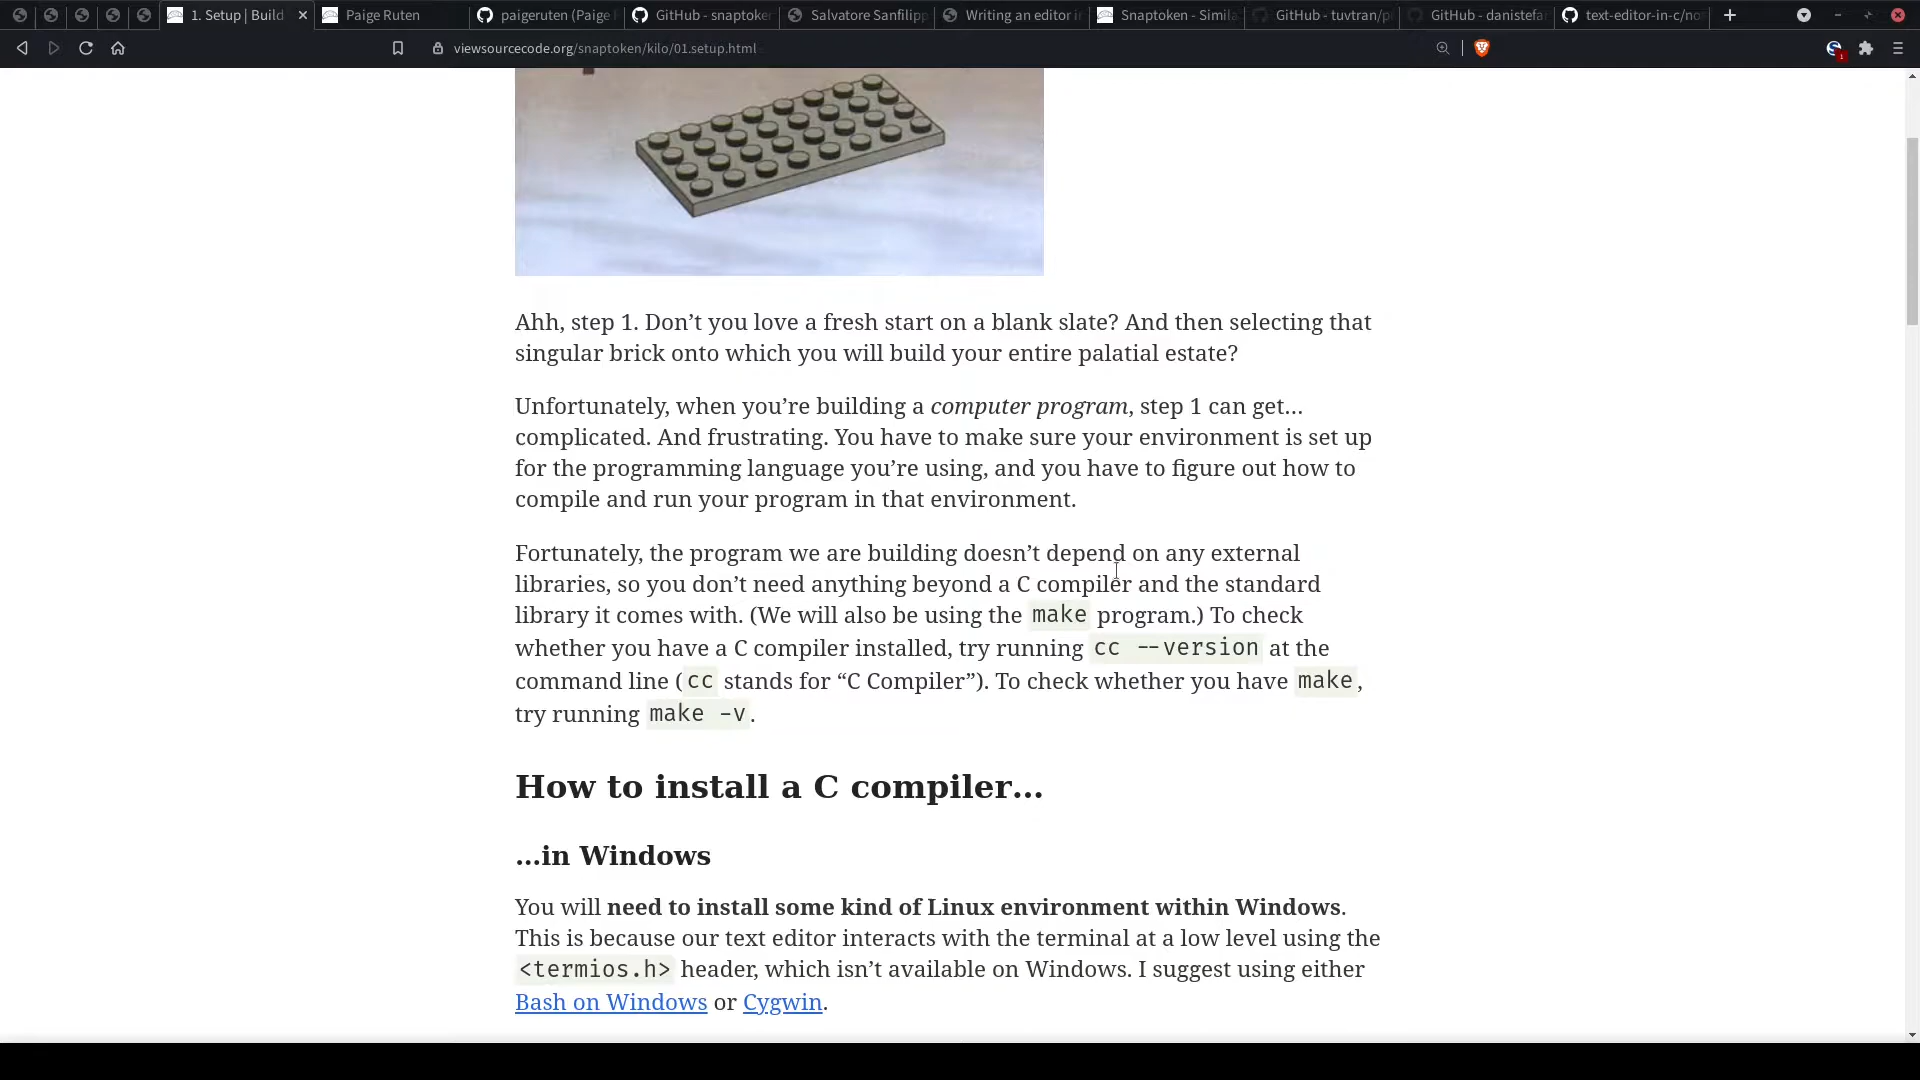 1. Setup | Build
Paige Ruten
paigeruten (Paige
GitHub - snaptoke
Salvatore Sanfilip
Writing an editor i
Snaptoken - Simila
GitHub - tuvtran/p
GitHub - danistefa
text-editor-in-c/no
viewsourcecode.org/snaptoken/kilo/01.setup.html
Ahh, step 1. Don’t you love a fresh start on a blank slate? And then selecting that
singular brick onto which you will build your entire palatial estate?
Unfortunately, when you’re building a computer program, step 1 can get…
complicated. And frustrating. You have to make sure your environment is set up
for the programming language you’re using, and you have to figure out how to
compile and run your program in that environment.
Fortunately, the program we are building doesn’t depend on any external
libraries, so you don’t need anything beyond a C compiler and the standard
library it comes with. (We will also be using the make program.) To check
whether you have a C compiler installed, try running cc --version at the
command line (cc stands for “C Compiler”). To check whether you have make,
try running make -v.
How to install a C compiler…
…in Windows
You will need to install some kind of Linux environment within Windows.
This is because our text editor interacts with the terminal at a low level using the
<termios.h> header, which isn’t available on Windows. I suggest using either
Bash on Windows or Cygwin.